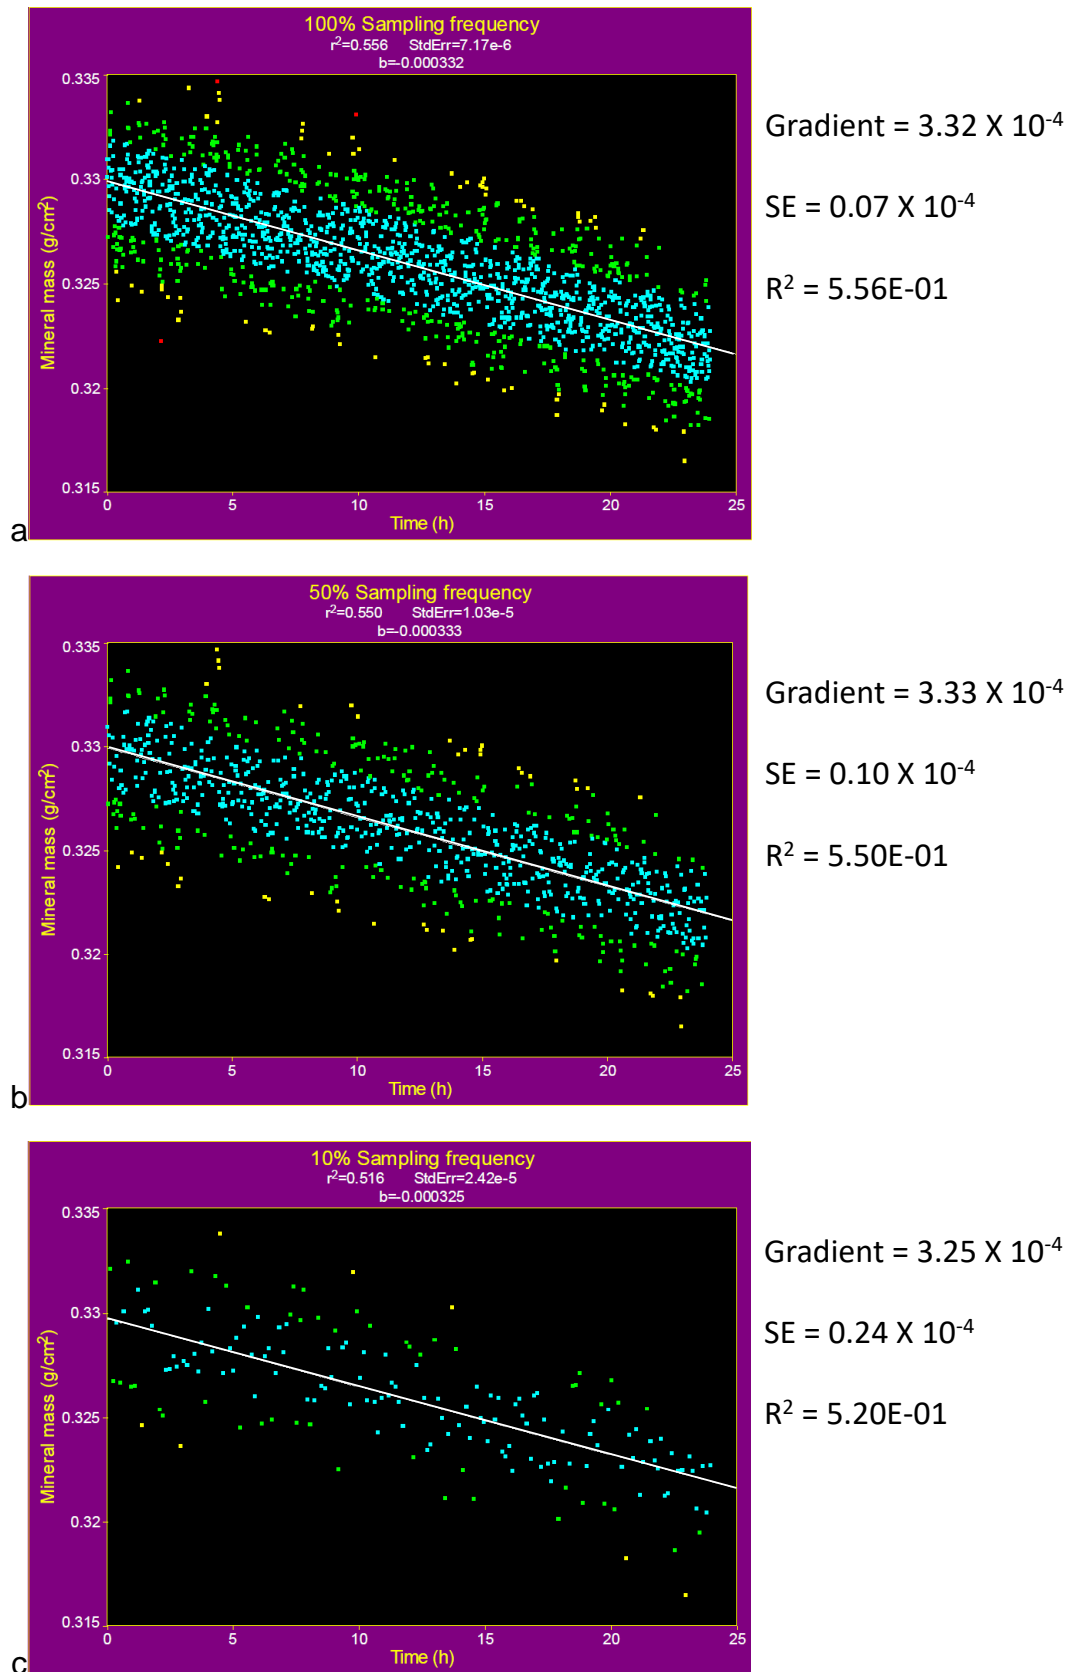 100% Sampling frequency
r²=0.556 StdErr=7.17e-6
b=-0.000332
0.335
0.33
0.325
0.32
0.315
Mineral mass (g/cm²)
0 5 10 15 20 25
Time (h)
a
Gradient = 3.32 X 10⁻⁴
SE = 0.07 X 10⁻⁴
R² = 5.56E-01
50% Sampling frequency
r²=0.550 StdErr=1.03e-5
b=-0.000333
0.335
0.33
0.325
0.32
0.315
Mineral mass (g/cm²)
0 5 10 15 20 25
Time (h)
b
Gradient = 3.33 X 10⁻⁴
SE = 0.10 X 10⁻⁴
R² = 5.50E-01
10% Sampling frequency
r²=0.516 StdErr=2.42e-5
b=-0.000325
0.335
0.33
0.325
0.32
0.315
Mineral mass (g/cm²)
0 5 10 15 20 25
Time (h)
c
Gradient = 3.25 X 10⁻⁴
SE = 0.24 X 10⁻⁴
R² = 5.20E-01